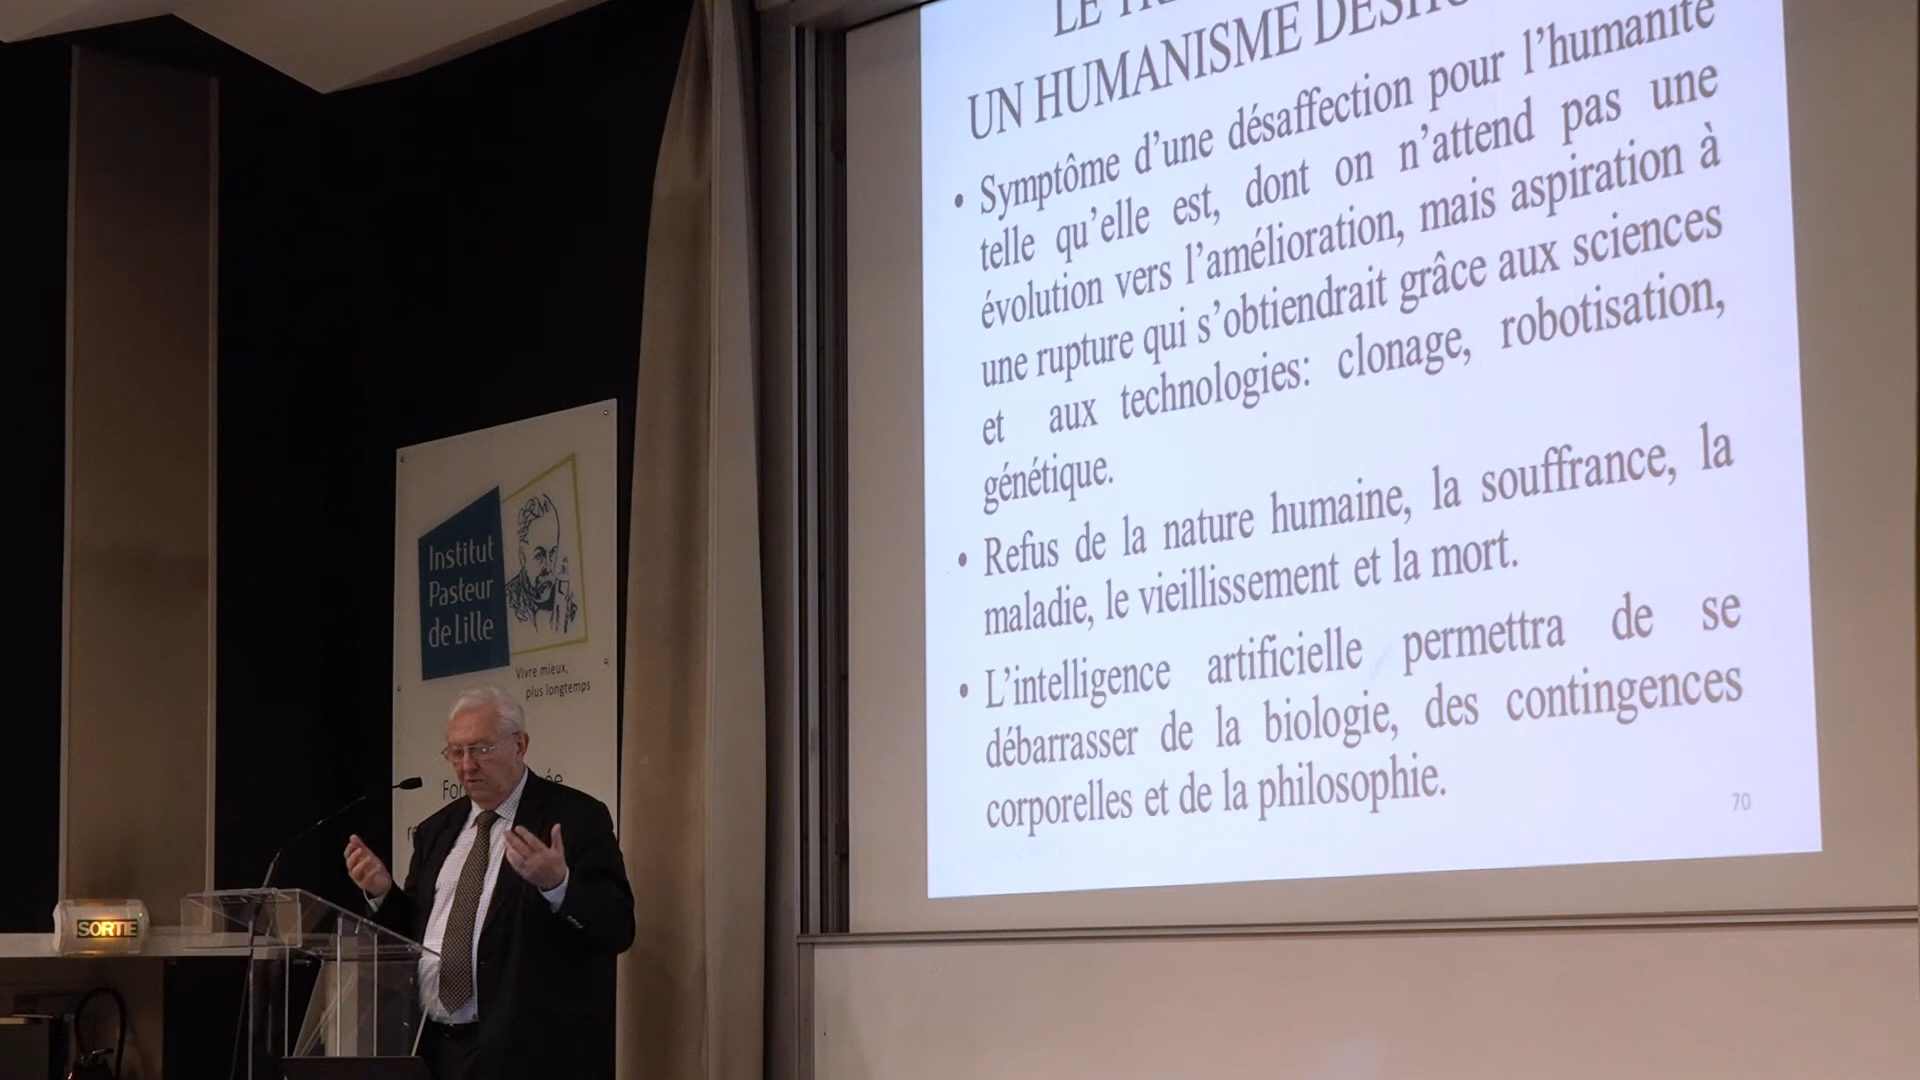 UN HUMANISME
• Symptôme d'une désaffection pour l'humanité
telle qu'elle est, dont on n'attend pas une
évolution vers l'amélioration, mais aspiration à
une rupture qui s'obtiendrait grâce aux sciences
et aux technologies: clonage, robotisation,
génétique.
• Refus de la nature humaine, la souffrance, la
maladie, le vieillissement et la mort.
• L'intelligence artificielle permettra de se
débarrasser de la biologie, des contingences
corporelles et de la philosophie.
70
Institut
Pasteur
de Lille
Vivre mieux,
plus longtemps
SORTIE